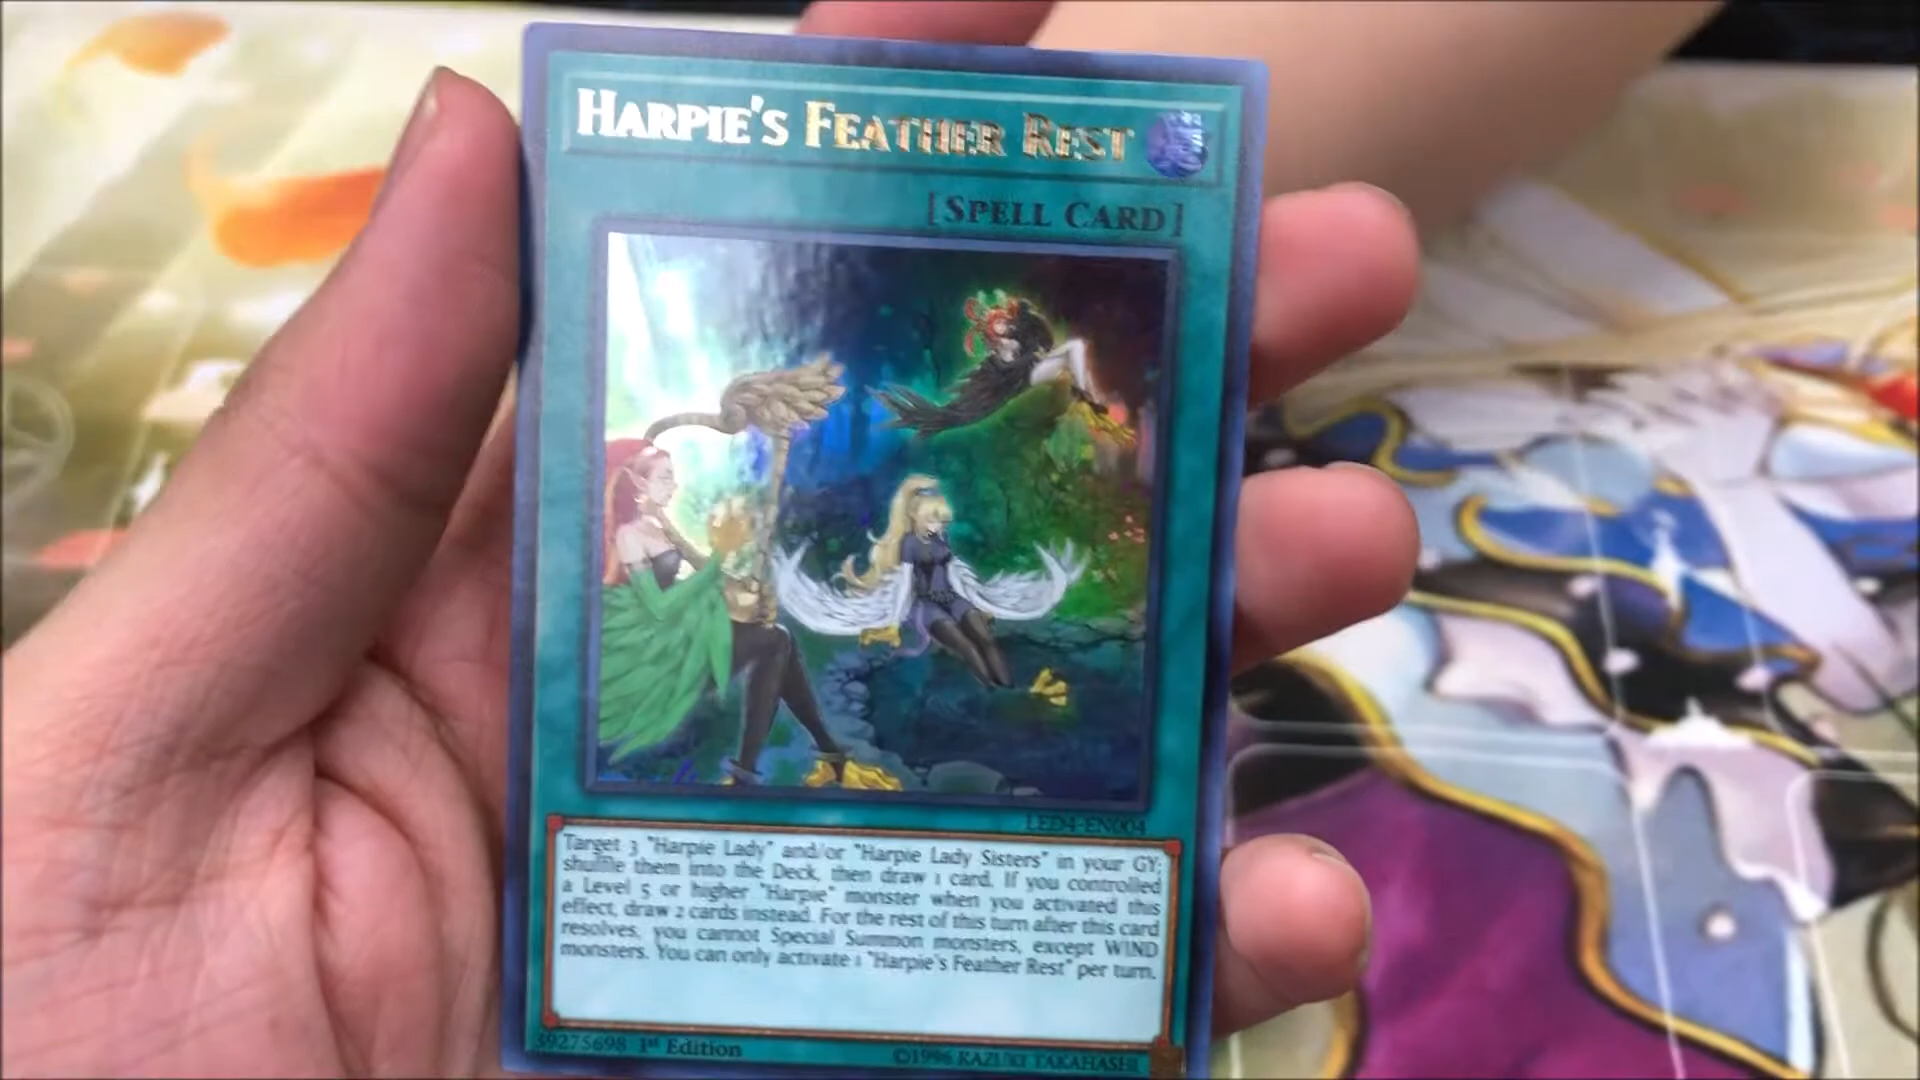 HARPIE'S FEATHER REST
[SPELL CARD]
LED4-EN004
Target 3 "Harpie Lady" and/or "Harpie Lady Sisters" in your GY;
shuffle them into the Deck, then draw 1 card. If you controlled
a Level 5 or higher "Harpie" monster when you activated this
effect, draw 2 cards instead. For the rest of this turn after this card
resolves, you cannot Special Summon monsters, except WIND
monsters. You can only activate 1 "Harpie's Feather Rest" per turn.
39275698 1st Edition
©1996 KAZUKI TAKAHASHI